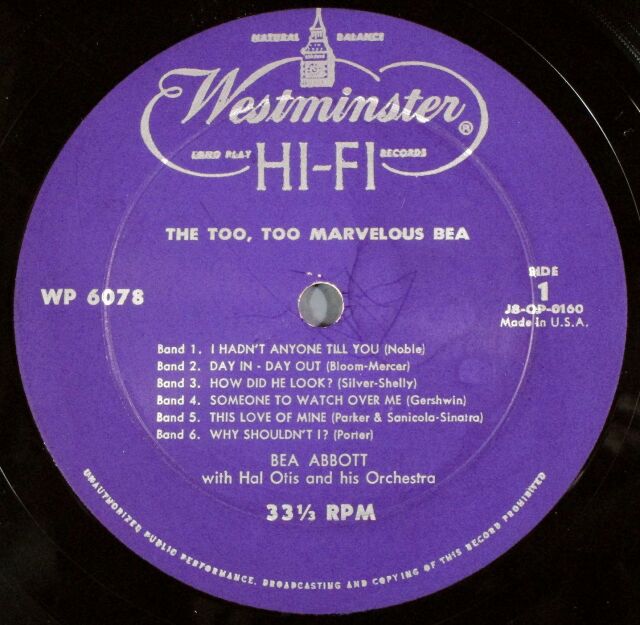 NATURAL BALANCE
Westminster®
LONG PLAY RECORDS
HI-FI
THE TOO, TOO MARVELOUS BEA
WP 6078
SIDE
1
J8-OP-0160
Made in U.S.A.
Band 1. I HADN'T ANYONE TILL YOU (Noble)
Band 2. DAY IN - DAY OUT (Bloom-Mercer)
Band 3. HOW DID HE LOOK? (Silver-Shelly)
Band 4. SOMEONE TO WATCH OVER ME (Gershwin)
Band 5. THIS LOVE OF MINE (Parker & Sanicola-Sinatra)
Band 6. WHY SHOULDN'T I? (Porter)
BEA ABBOTT
with Hal Otis and his Orchestra
33⅓ RPM
UNAUTHORIZED PUBLIC PERFORMANCE, BROADCASTING AND COPYING OF THIS RECORD PROHIBITED